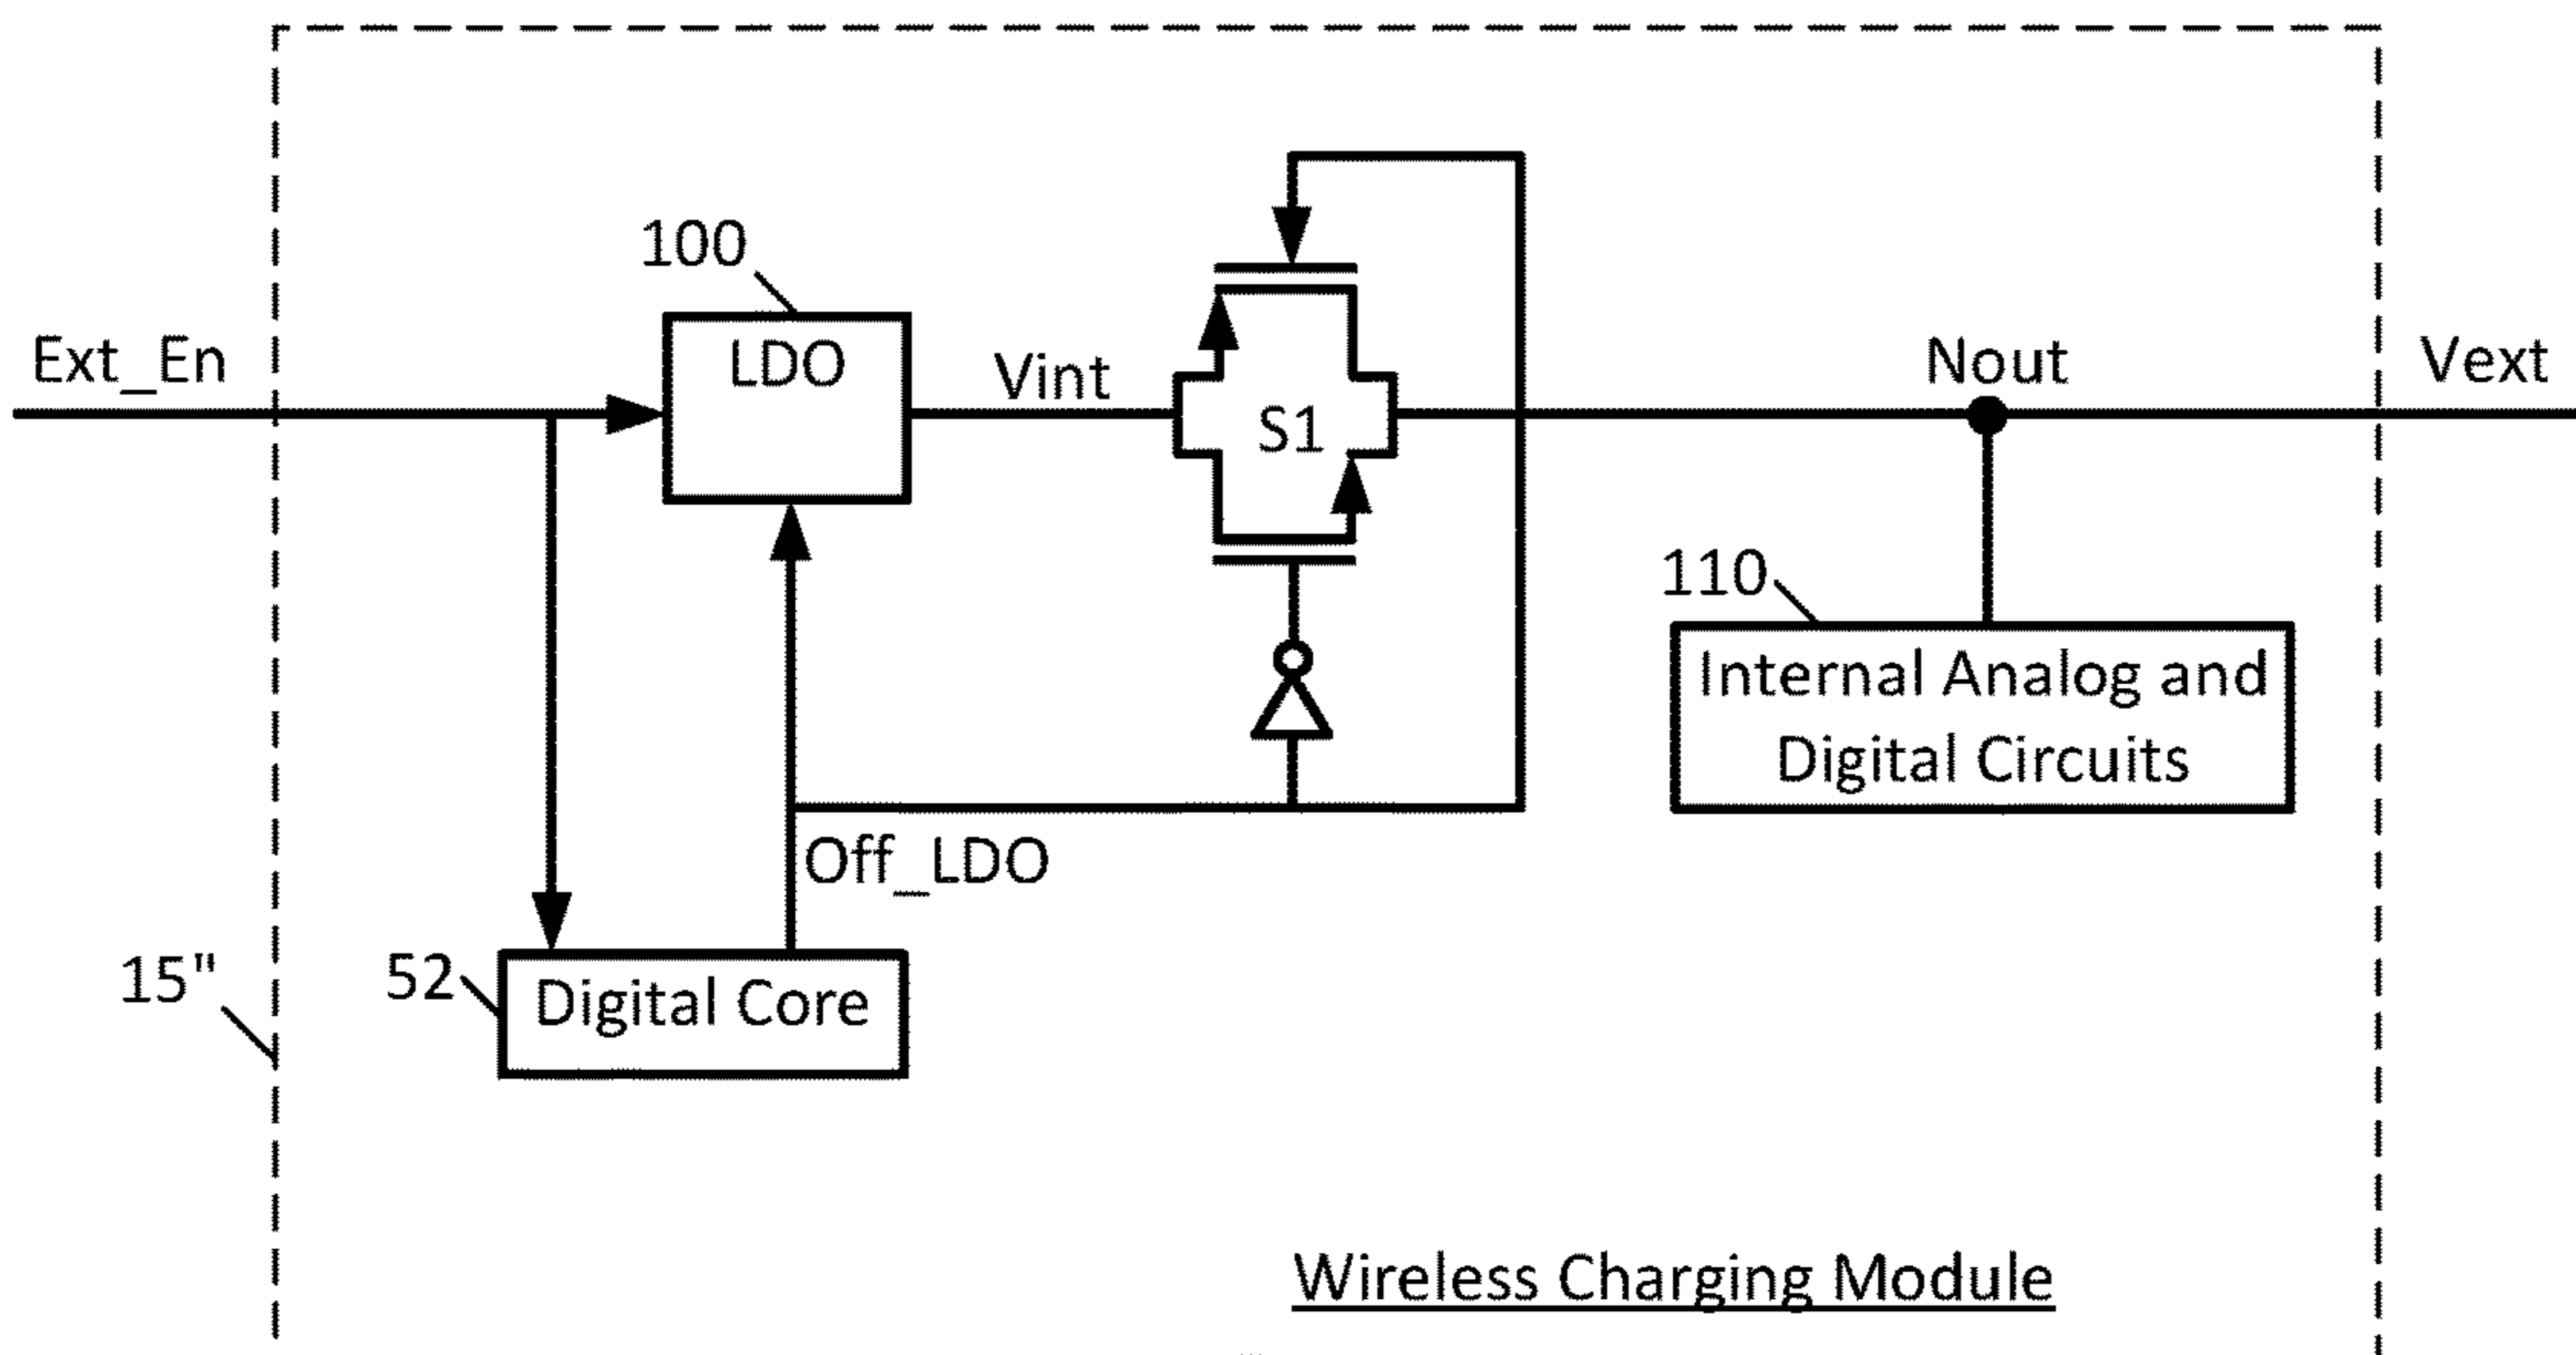 100
LDO
Ext_En
Vint
S1
Nout
Vext
110
Internal Analog and
Digital Circuits
Off_LDO
15"
52
Digital Core
Wireless Charging Module